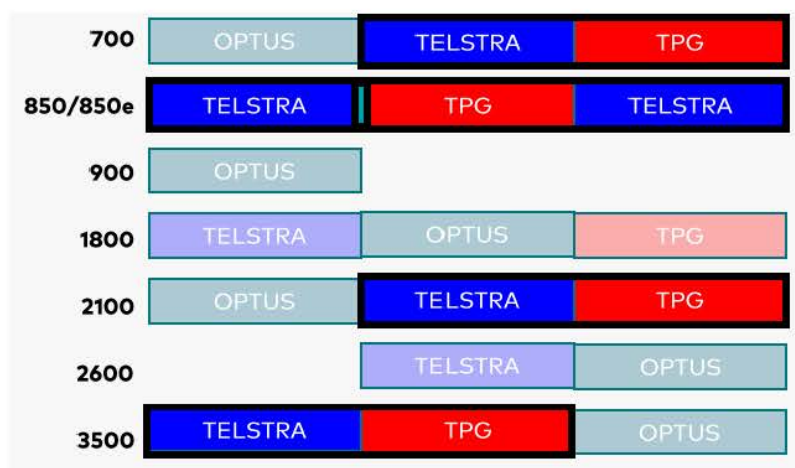 700 OPTUS TELSTRA TPG
850/850e TELSTRA TPG TELSTRA
900 OPTUS
1800 TELSTRA OPTUS TPG
2100 OPTUS TELSTRA TPG
2600 TELSTRA OPTUS
3500 TELSTRA TPG OPTUS